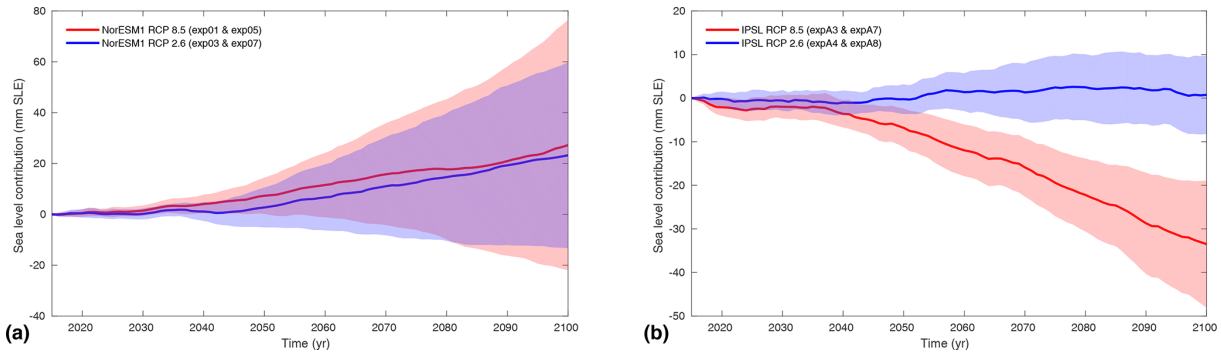 NorESM1 RCP 8.5 (exp01 & exp05)
NorESM1 RCP 2.6 (exp03 & exp07)
Sea level contribution (mm SLE)
80
60
40
20
0
-20
-40
2020 2030 2040 2050 2060 2070 2080 2090 2100
Time (yr)
(a)
IPSL RCP 8.5 (expA3 & expA7)
IPSL RCP 2.6 (expA4 & expA8)
Sea level contribution (mm SLE)
20
10
0
-10
-20
-30
-40
-50
2020 2030 2040 2050 2060 2070 2080 2090 2100
Time (yr)
(b)